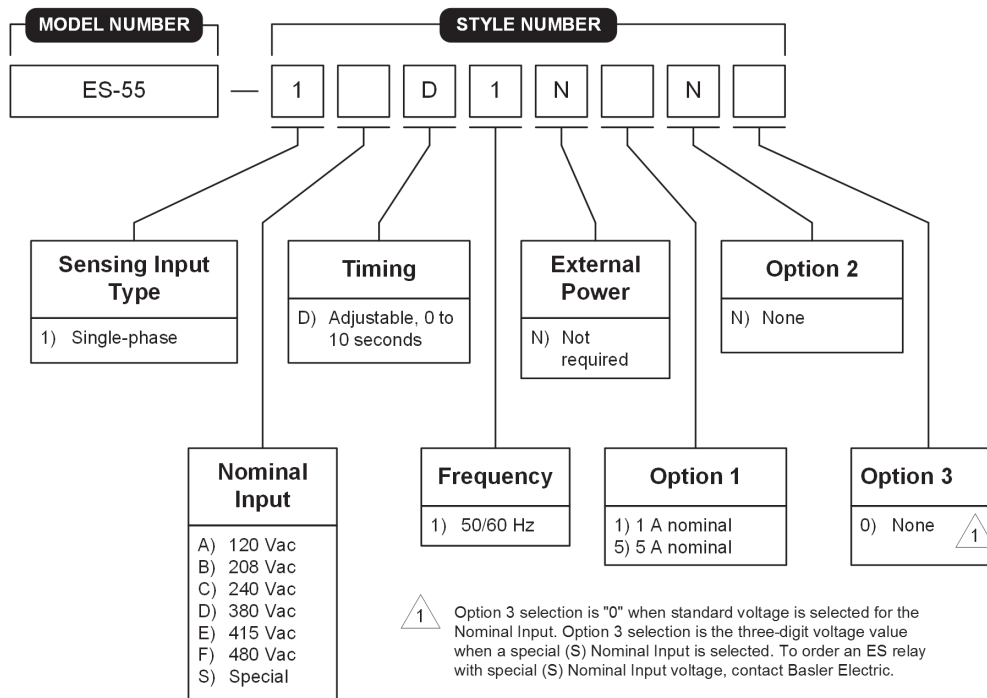 MODEL NUMBER
STYLE NUMBER
ES-55 — 1 D 1 N N
Sensing Input
Type
1) Single-phase
Timing
D) Adjustable, 0 to
10 seconds
External
Power
N) Not
required
Option 2
N) None
Nominal
Input
A) 120 Vac
B) 208 Vac
C) 240 Vac
D) 380 Vac
E) 415 Vac
F) 480 Vac
S) Special
Frequency
1) 50/60 Hz
Option 1
1) 1 A nominal
5) 5 A nominal
Option 3
0) None 1
1 Option 3 selection is "0" when standard voltage is selected for the
Nominal Input. Option 3 selection is the three-digit voltage value
when a special (S) Nominal Input is selected. To order an ES relay
with special (S) Nominal Input voltage, contact Basler Electric.